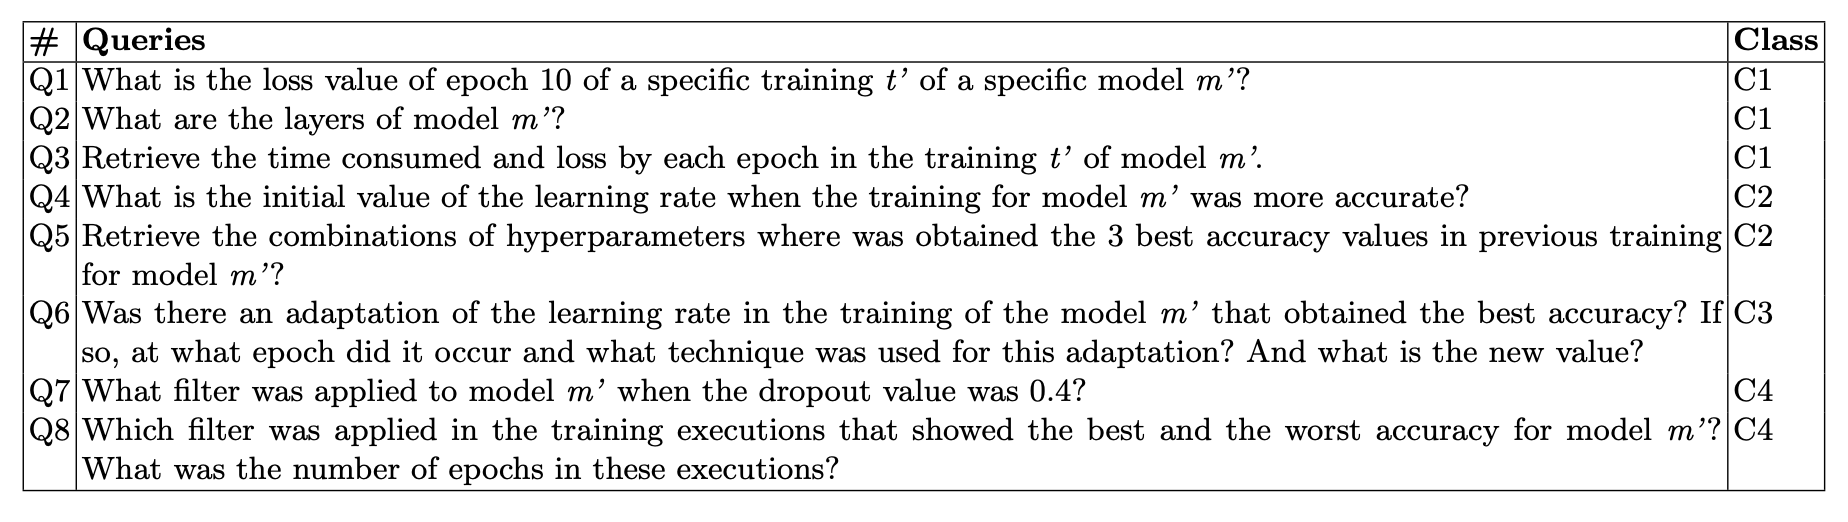 # Queries Class
Q1 What is the loss value of epoch 10 of a specific training t’ of a specific model m’? C1
Q2 What are the layers of model m’? C1
Q3 Retrieve the time consumed and loss by each epoch in the training t’ of model m’. C1
Q4 What is the initial value of the learning rate when the training for model m’ was more accurate? C2
Q5 Retrieve the combinations of hyperparameters where was obtained the 3 best accuracy values in previous training C2
for model m’?
Q6 Was there an adaptation of the learning rate in the training of the model m’ that obtained the best accuracy? If C3
so, at what epoch did it occur and what technique was used for this adaptation? And what is the new value?
Q7 What filter was applied to model m’ when the dropout value was 0.4? C4
Q8 Which filter was applied in the training executions that showed the best and the worst accuracy for model m’? C4
What was the number of epochs in these executions?